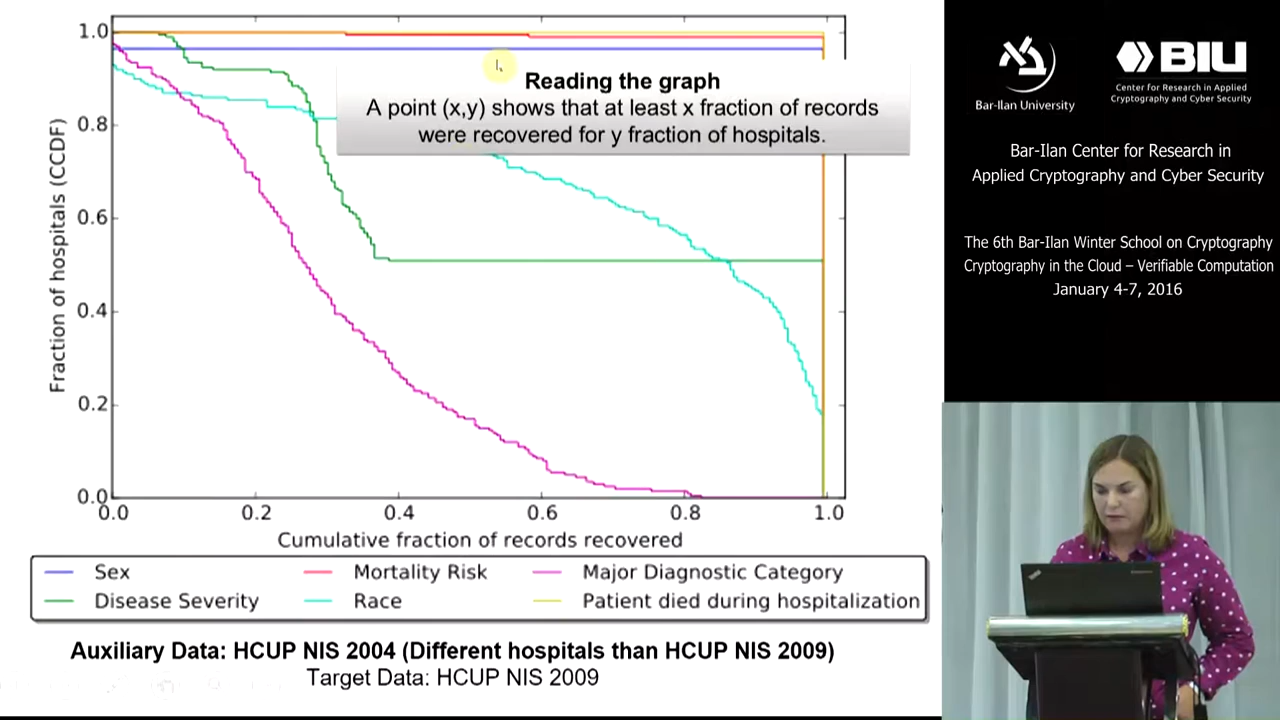 1.0
0.8
0.6
0.4
0.2
0.0
0.0
0.2
0.4
0.6
0.8
1.0
Fraction of hospitals (CCDF)
Cumulative fraction of records recovered
Reading the graph
A point (x,y) shows that at least x fraction of records
were recovered for y fraction of hospitals.
Sex
Mortality Risk
Major Diagnostic Category
Disease Severity
Race
Patient died during hospitalization
Auxiliary Data: HCUP NIS 2004 (Different hospitals than HCUP NIS 2009)
Target Data: HCUP NIS 2009
Bar-Ilan University
BIU
Center for Research in Applied
Cryptography and Cyber Security
Bar-Ilan Center for Research in
Applied Cryptography and Cyber Security
The 6th Bar-Ilan Winter School on Cryptography
Cryptography in the Cloud – Verifiable Computation
January 4-7, 2016